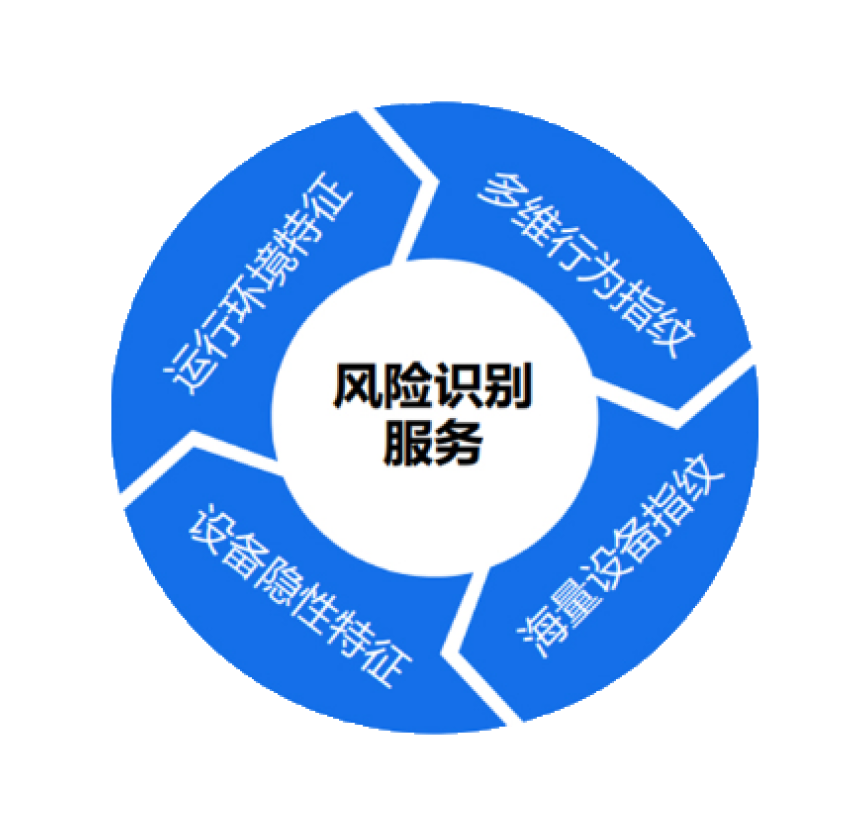 运行环境特征
多维行为指纹
风险识别
服务
设备隐性特征
海量设备指纹